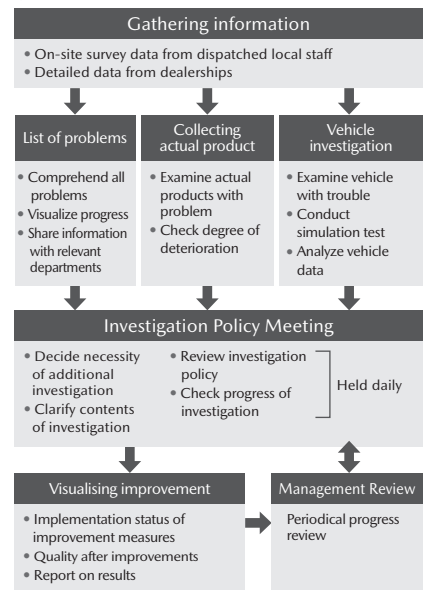 Gathering information
• On-site survey data from dispatched local staff
• Detailed data from dealerships
List of problems
• Comprehend all
problems
• Visualize progress
• Share information
with relevant
departments
Collecting
actual product
• Examine actual
products with
problem
• Check degree of
deterioration
Vehicle
investigation
• Examine vehicle
with trouble
• Conduct
simulation test
• Analyze vehicle
data
Investigation Policy Meeting
• Decide necessity
of additional
investigation
• Clarify contents
of investigation
• Review investigation
policy
• Check progress of
investigation
Held daily
Visualising improvement
• Implementation status of
improvement measures
• Quality after improvements
• Report on results
Management Review
Periodical progress
review